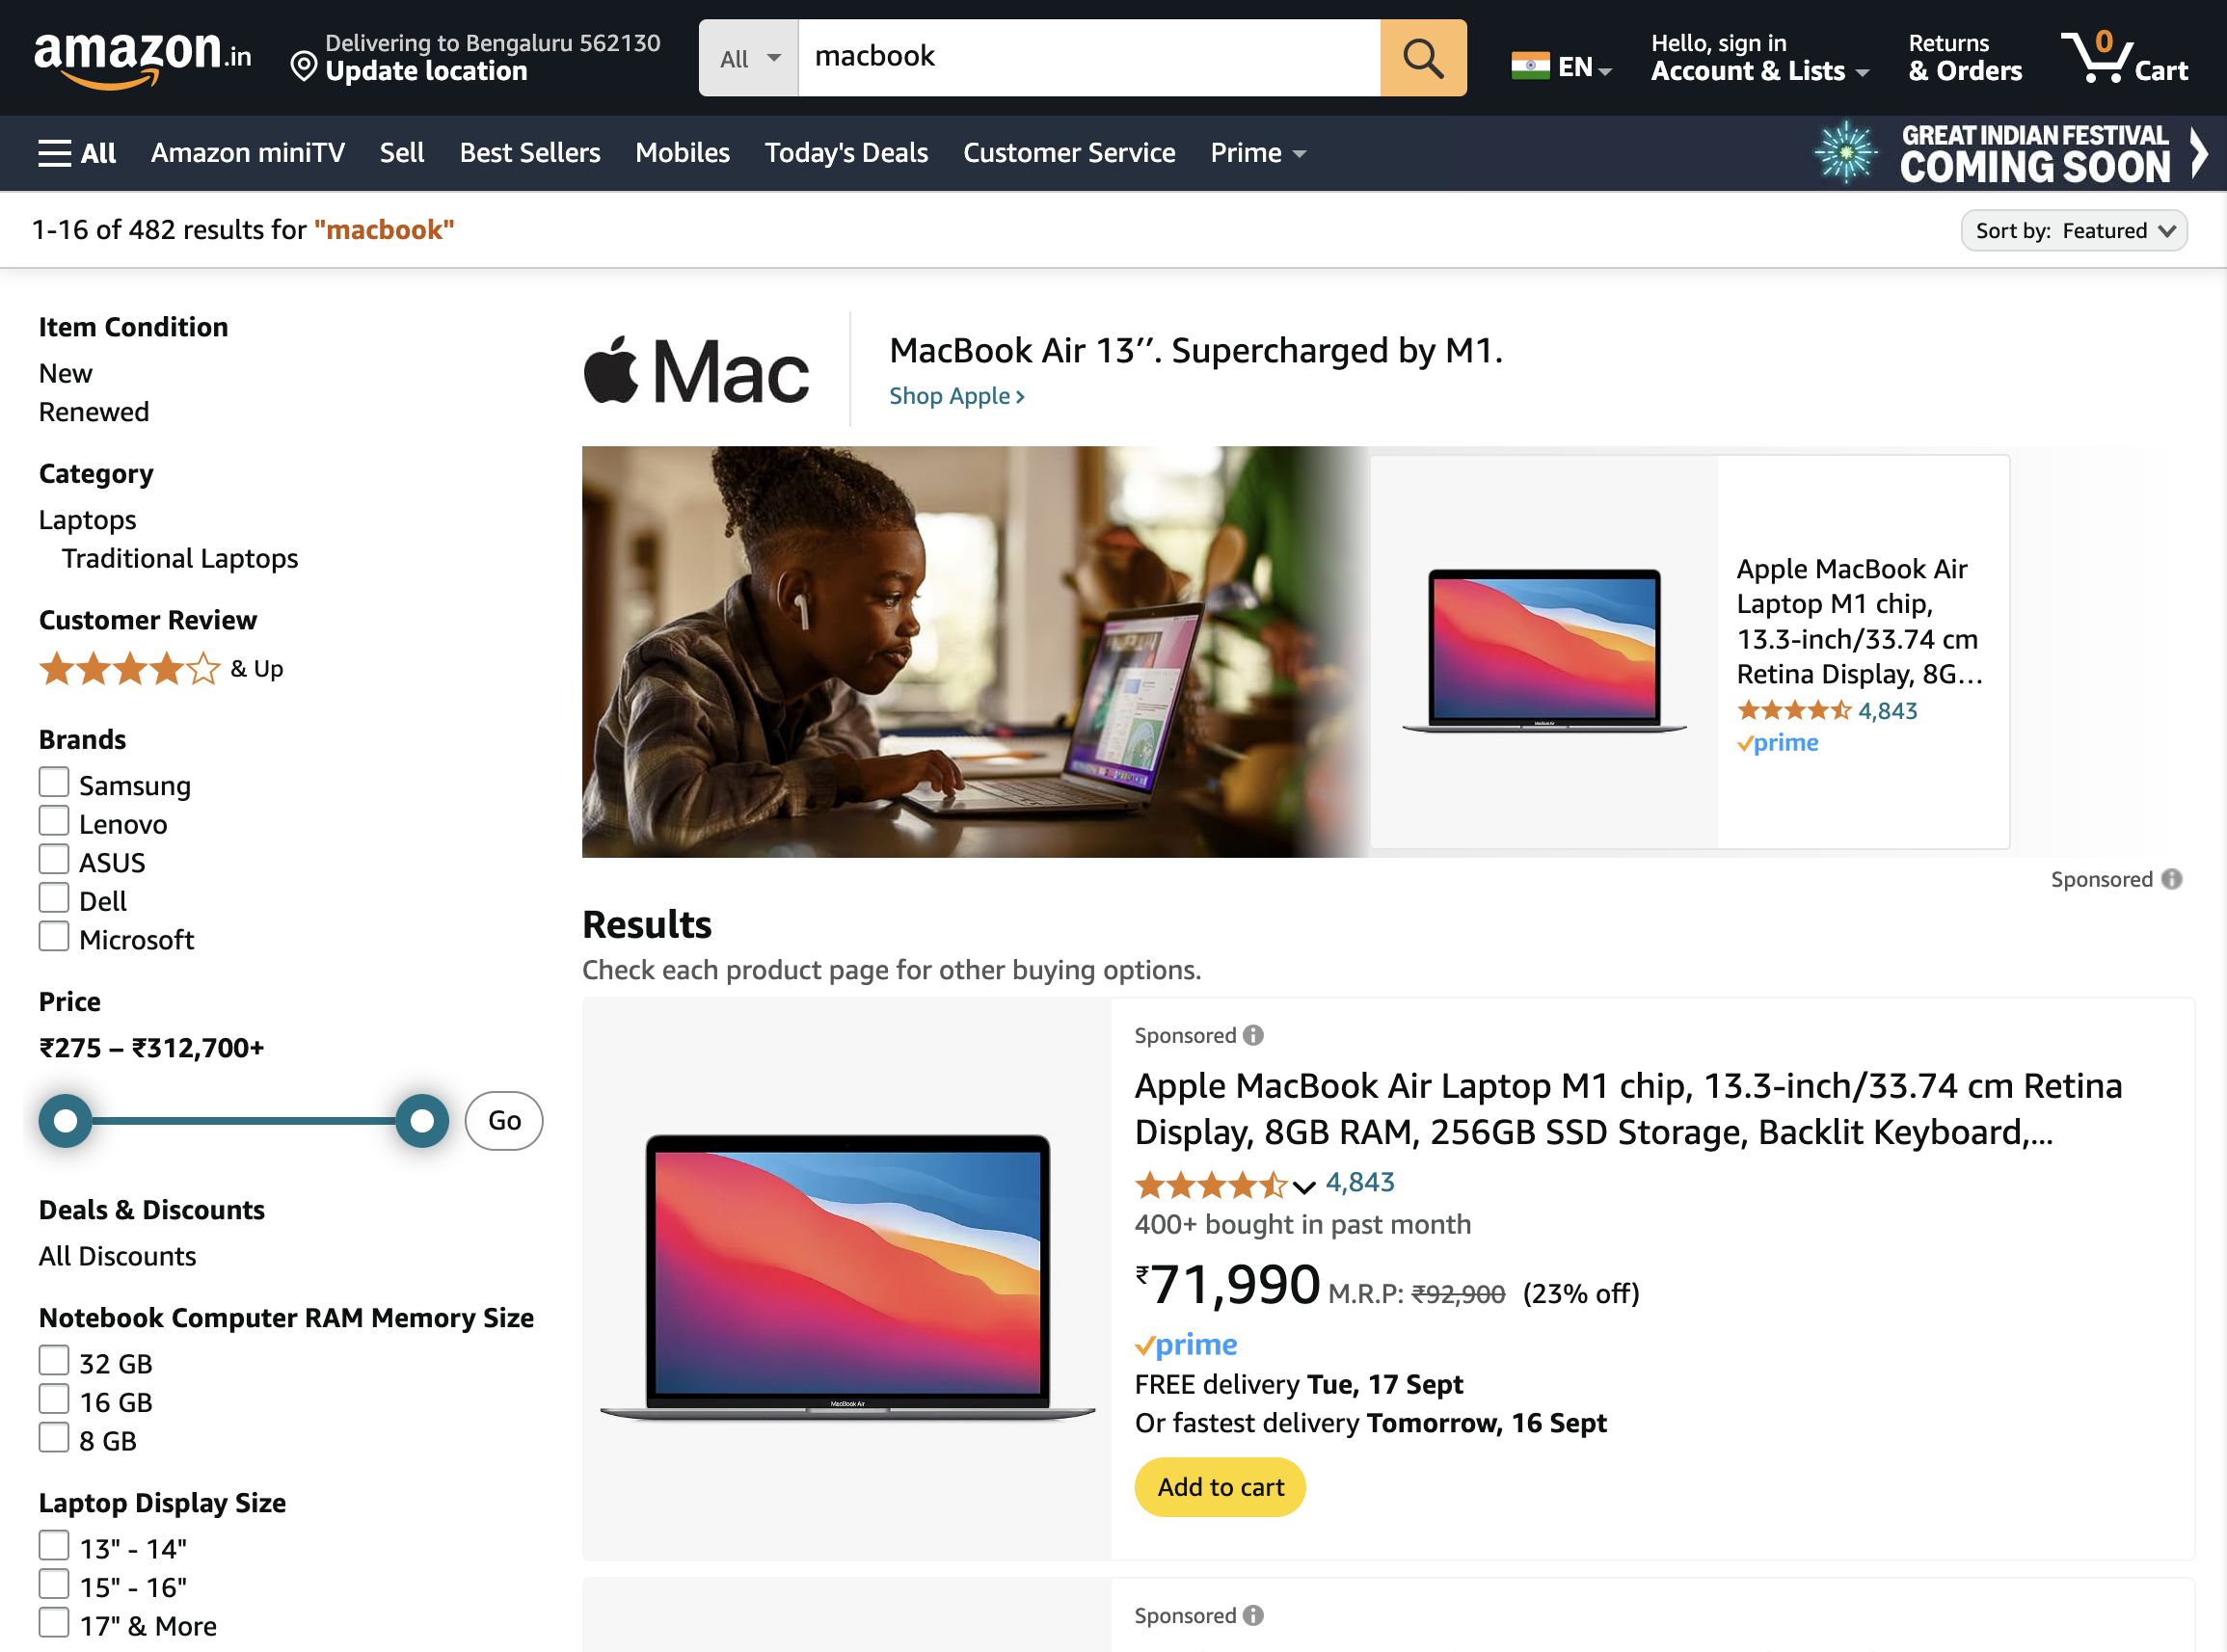 amazon.in
Delivering to Bengaluru 562130
Update location
All
macbook
EN
Hello, sign in
Account & Lists
Returns
& Orders
0
Cart
All
Amazon miniTV
Sell
Best Sellers
Mobiles
Today's Deals
Customer Service
Prime
GREAT INDIAN FESTIVAL
COMING SOON
1-16 of 482 results for "macbook"
Sort by: Featured
Item Condition
New
Renewed
Category
Laptops
Traditional Laptops
Customer Review
& Up
Brands
Samsung
Lenovo
ASUS
Dell
Microsoft
Price
₹275 – ₹312,700+
Go
Deals & Discounts
All Discounts
Notebook Computer RAM Memory Size
32 GB
16 GB
8 GB
Laptop Display Size
13" - 14"
15" - 16"
17" & More
Mac
MacBook Air 13′′. Supercharged by M1.
Shop Apple ›
Apple MacBook Air
Laptop M1 chip,
13.3-inch/33.74 cm
Retina Display, 8G…
4,843
prime
Sponsored
Results
Check each product page for other buying options.
MacBook Air
Sponsored
Apple MacBook Air Laptop M1 chip, 13.3-inch/33.74 cm Retina
Display, 8GB RAM, 256GB SSD Storage, Backlit Keyboard,...
4,843
400+ bought in past month
₹71,990 M.R.P: ₹92,900 (23% off)
prime
FREE delivery Tue, 17 Sept
Or fastest delivery Tomorrow, 16 Sept
Add to cart
Sponsored